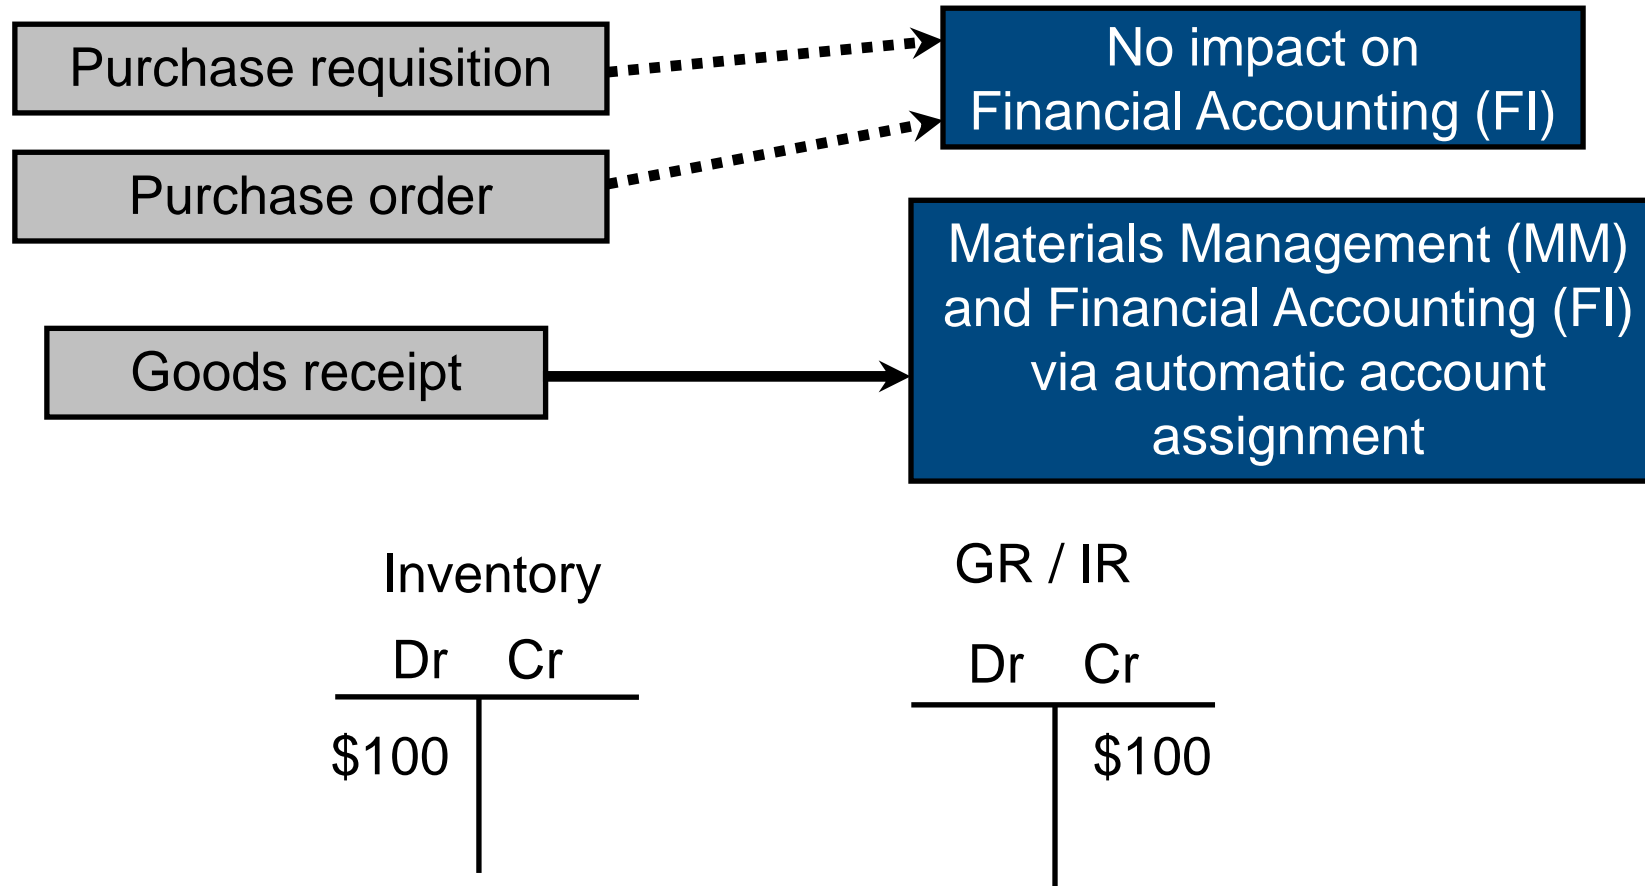 Purchase requisition
No impact on
Financial Accounting (FI)
Purchase order
Materials Management (MM)
and Financial Accounting (FI)
via automatic account
assignment
Goods receipt
Inventory
GR / IR
Dr Cr
Dr Cr
$100
$100